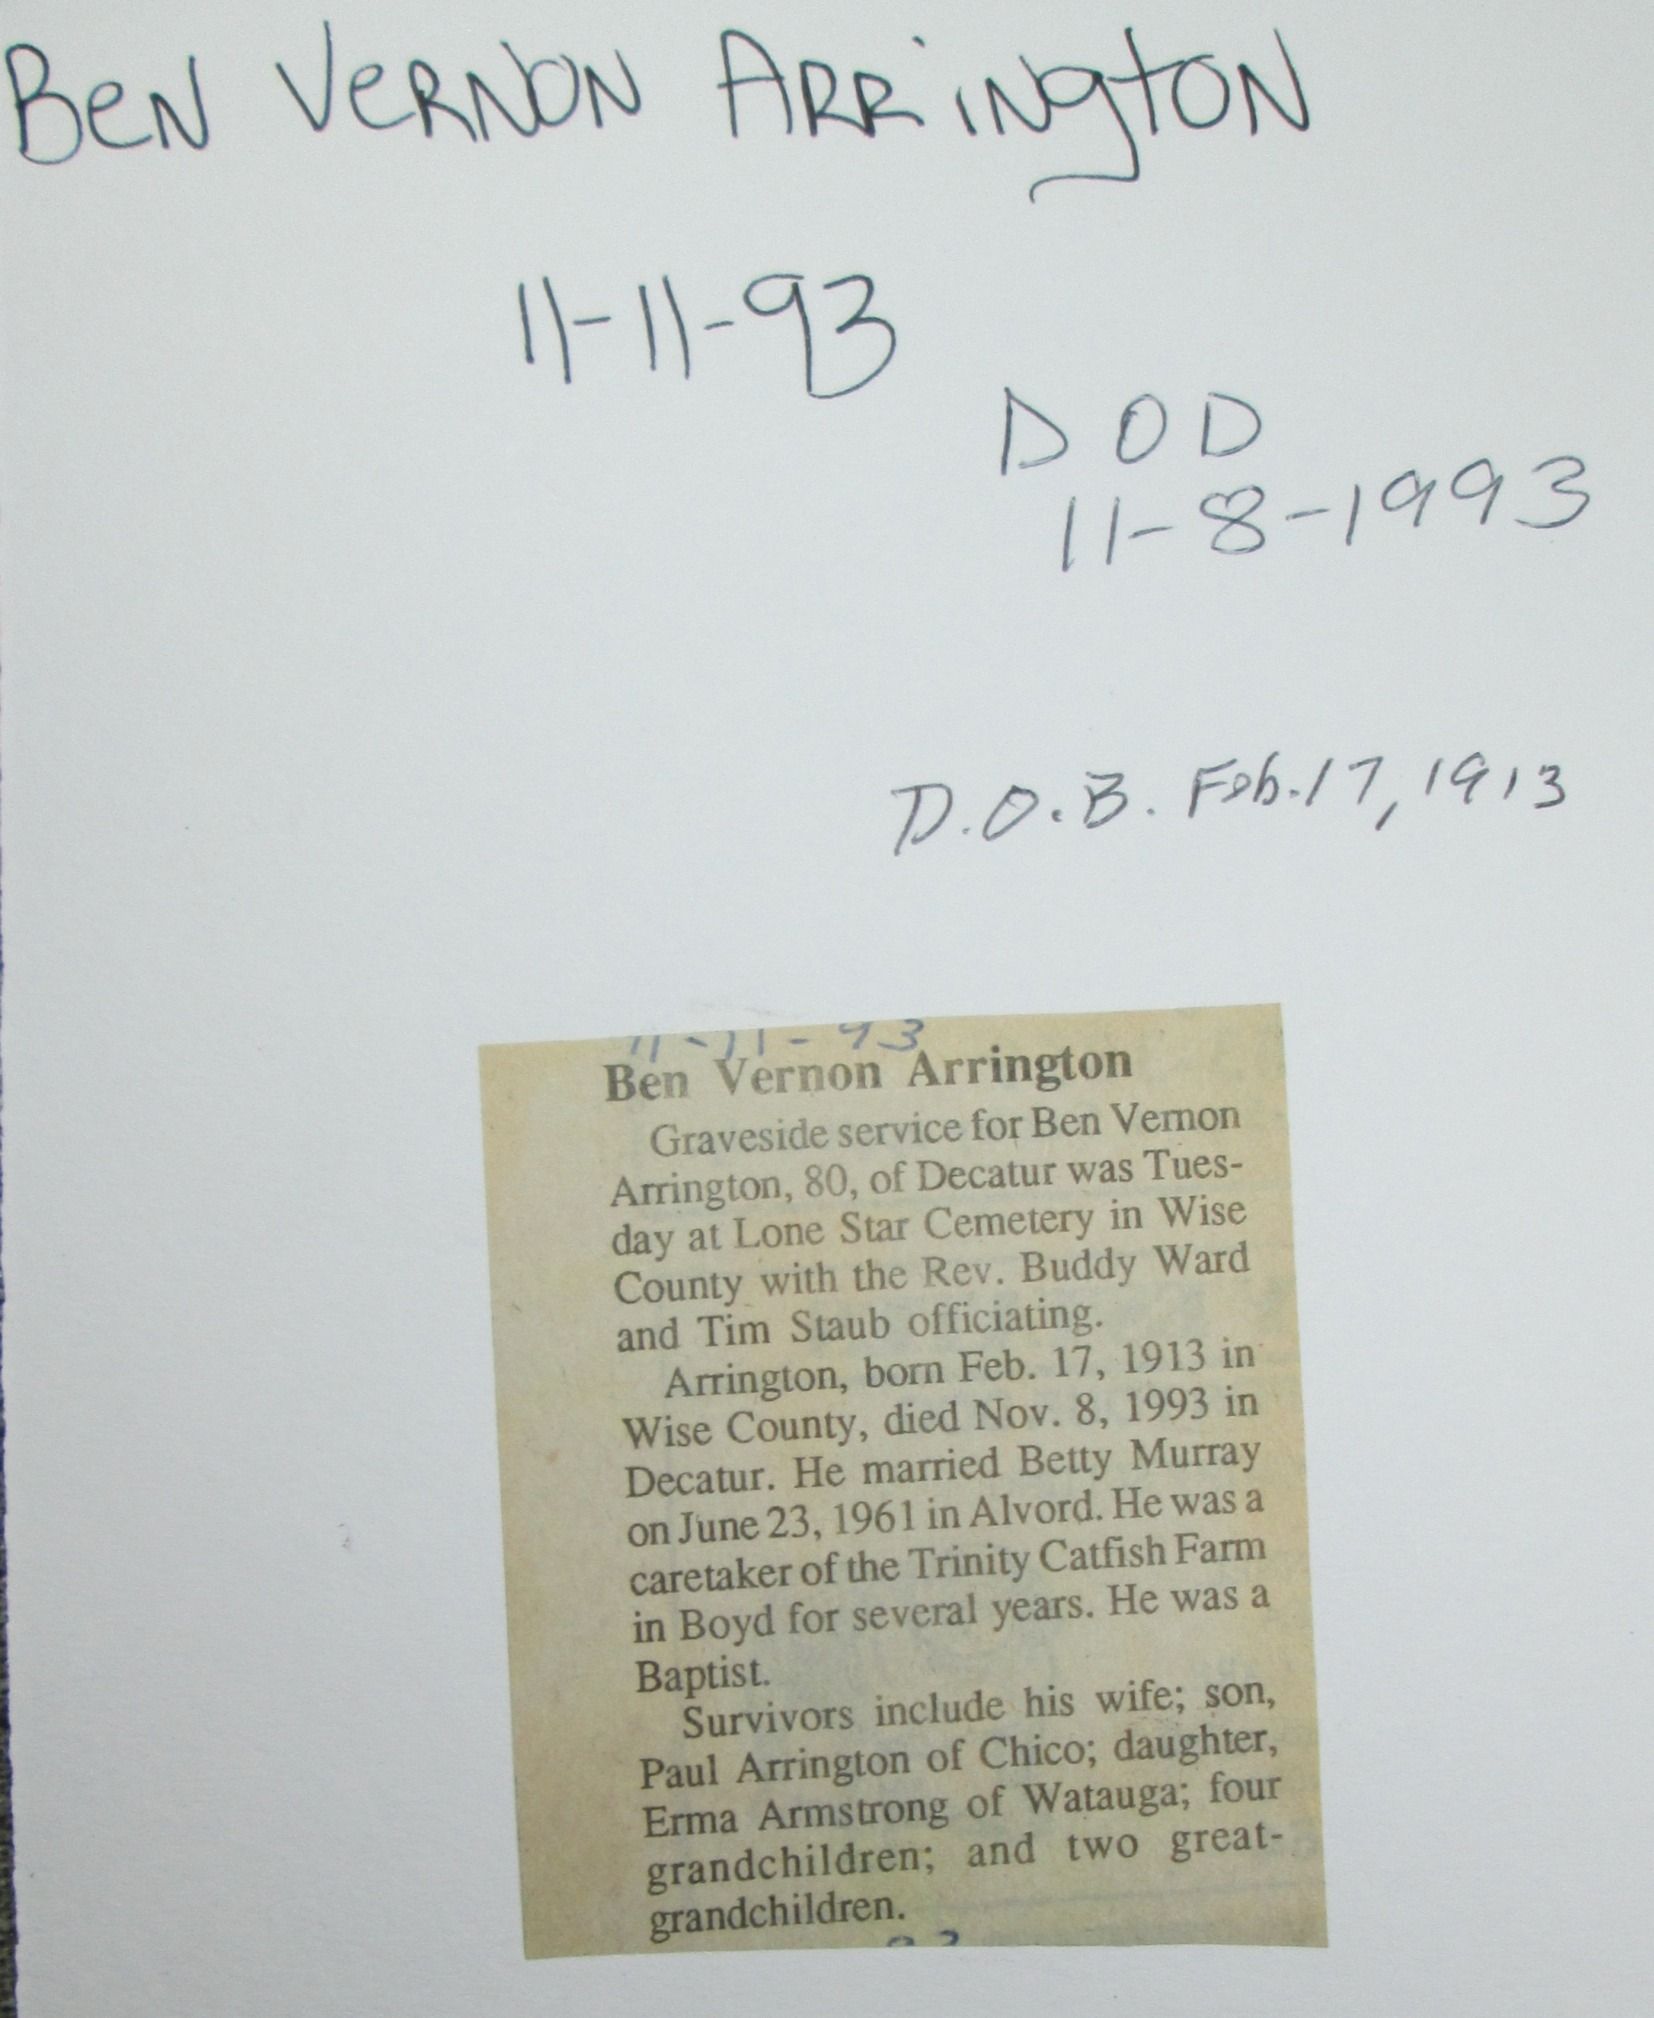 BeN VeRNON ARRiNgtON
11-11-93
DOD
11-8-1993
D.O.B. Feb. 17, 1913
11-11-93
Ben Vernon Arrington
Graveside service for Ben Vernon
Arrington, 80, of Decatur was Tues-
day at Lone Star Cemetery in Wise
County with the Rev. Buddy Ward
and Tim Staub officiating.
Arrington, born Feb. 17, 1913 in
Wise County, died Nov. 8, 1993 in
Decatur. He married Betty Murray
on June 23, 1961 in Alvord. He was a
caretaker of the Trinity Catfish Farm
in Boyd for several years. He was a
Baptist.
Survivors include his wife; son,
Paul Arrington of Chico; daughter,
Erma Armstrong of Watauga; four
grandchildren; and two great-
grandchildren.